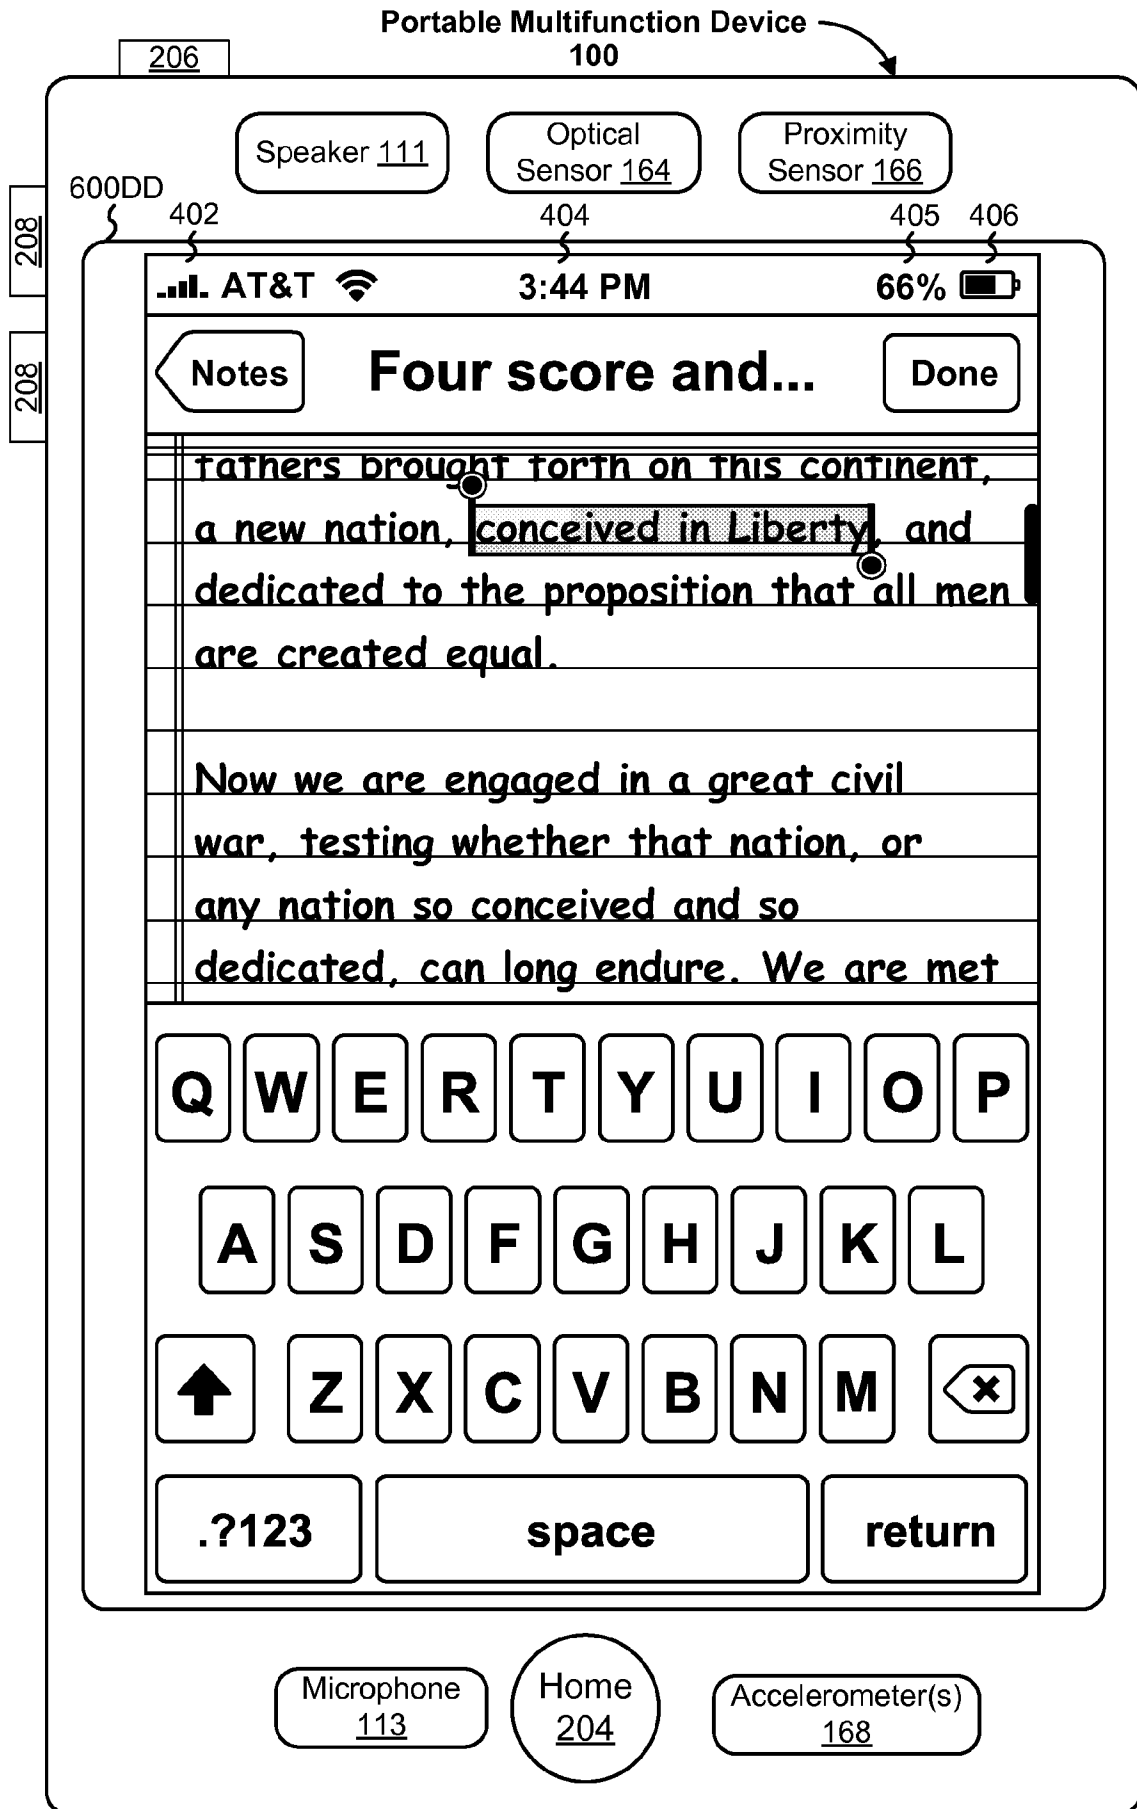 Portable Multifunction Device
100
206
Speaker 111
Optical
Sensor 164
Proximity
Sensor 166
600DD
402
404
405
406
208
208
AT&T
3:44 PM
66%
Notes
Four score and...
Done
fathers brought forth on this continent,
a new nation, conceived in Liberty, and
dedicated to the proposition that all men
are created equal.
Now we are engaged in a great civil
war, testing whether that nation, or
any nation so conceived and so
dedicated, can long endure. We are met
Q W E R T Y U I O P
A S D F G H J K L
Z X C V B N M
.?123
space
return
Microphone
113
Home
204
Accelerometer(s)
168